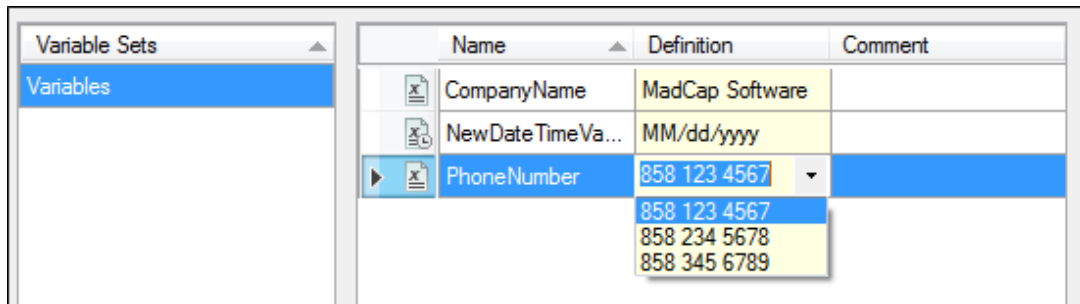 Variable Sets
Variables
Name Definition Comment
CompanyName MadCap Software
NewDateTimeVa... MM/dd/yyyy
PhoneNumber 858 123 4567
858 123 4567
858 234 5678
858 345 6789